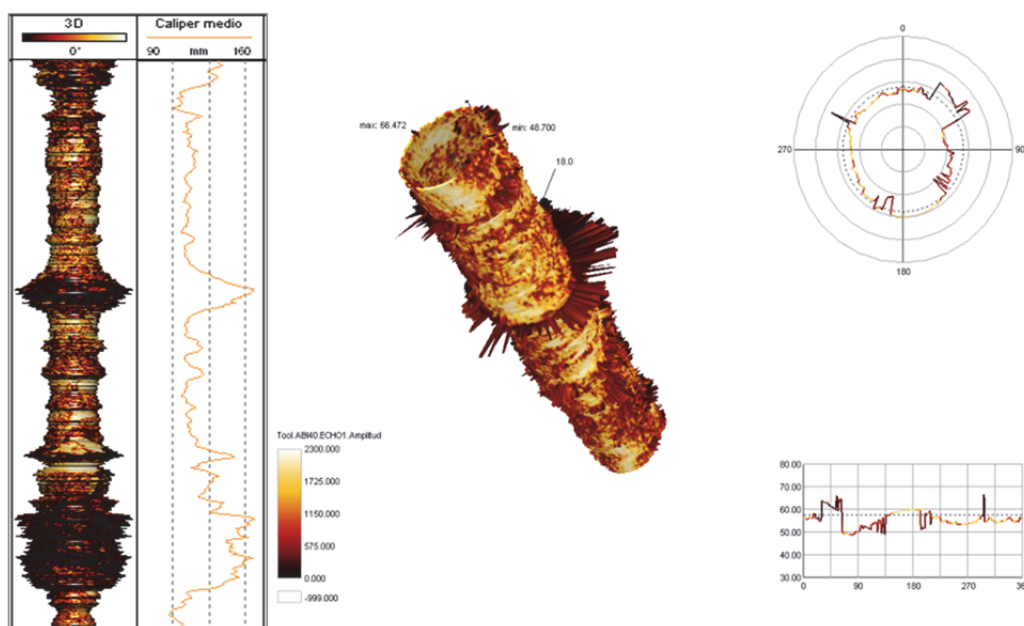 3D
0°
Caliper medio
90 mm 160
max: 66.472
min: 48.700
18.0
Tool.ABI40.ECHO1.Amplitud
2300.000
1725.000
1150.000
575.000
0.000
-999.000
0
90
180
270
80.00
70.00
60.00
50.00
40.00
30.00
0 90 180 270 36